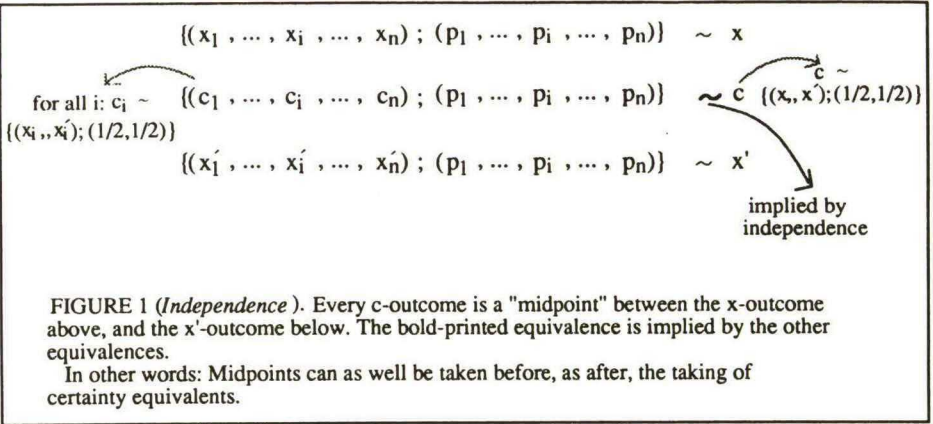 {(x1 , ... , xi , ... , xn) ; (p1 , ... , pi , ... , pn)} ~ x
for all i: ci ~ {(c1 , ... , ci , ... , cn) ; (p1 , ... , pi , ... , pn)} ~ c c ~
{(xi,,xi´);(1/2,1/2)} {(x,, x´);(1/2,1/2)}
{(x1´ , ... , xi´ , ... , xn´) ; (p1 , ... , pi , ... , pn)} ~ x'
implied by
independence
FIGURE 1 (Independence ). Every c-outcome is a "midpoint" between the x-outcome
above, and the x'-outcome below. The bold-printed equivalence is implied by the other
equivalences.
In other words: Midpoints can as well be taken before, as after, the taking of
certainty equivalents.